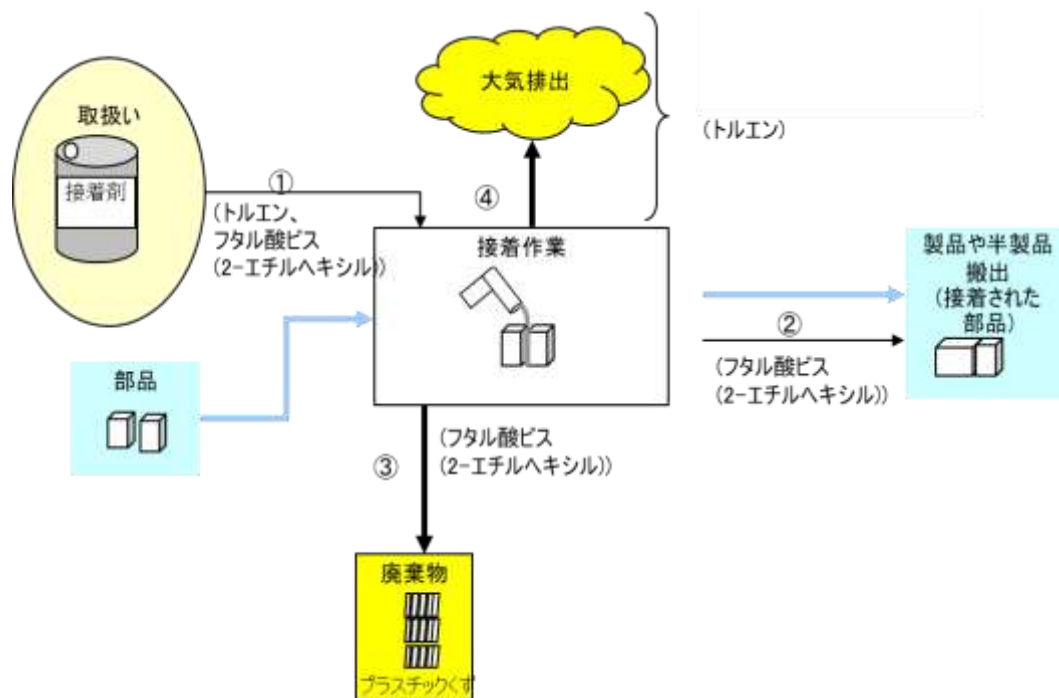 大気排出
取扱い
接着剤
(トルエン)
①
(トルエン、
フタル酸ビス
(2-エチルヘキシル))
④
接着作業
製品や半製品
搬出
(接着された
部品)
②
(フタル酸ビス
(2-エチルヘキシル))
部品
(フタル酸ビス
(2-エチルヘキシル))
③
廃棄物
プラスチックくず